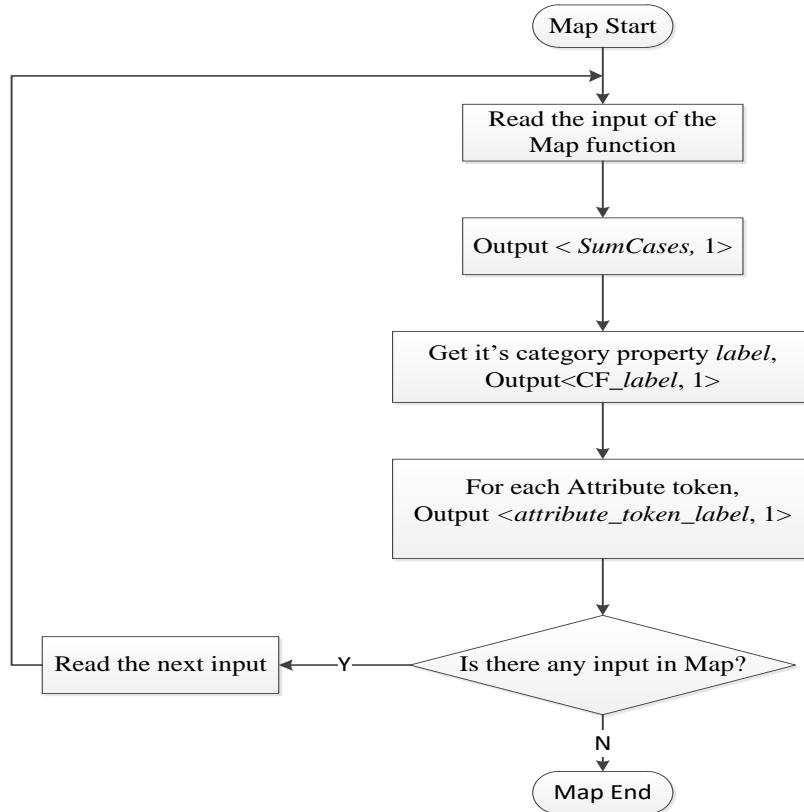 Map Start
Read the input of the
Map function
Output < SumCases, 1>
Get it’s category property label,
Output<CF_label, 1>
For each Attribute token,
Output <attribute_token_label, 1>
Is there any input in Map?
Y
Read the next input
N
Map End